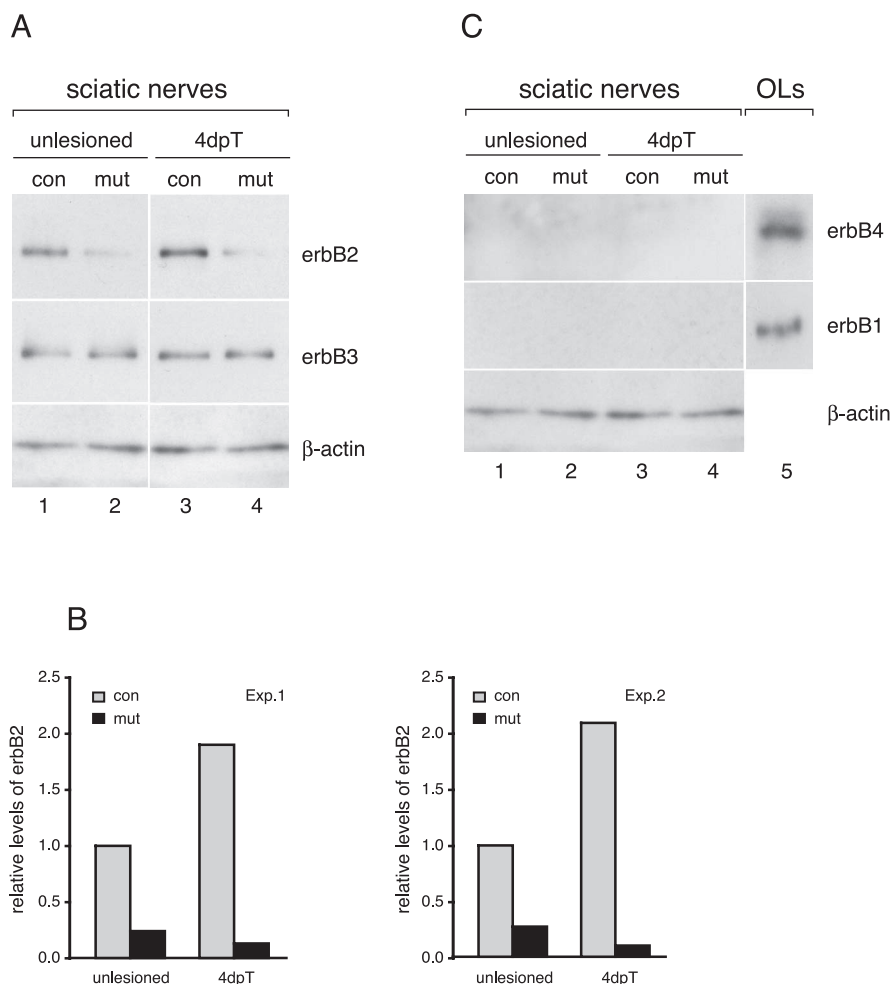 A
sciatic nerves
unlesioned 4dpT
con mut con mut
erbB2
erbB3
β-actin
1 2 3 4
C
sciatic nerves OLs
unlesioned 4dpT
con mut con mut
erbB4
erbB1
β-actin
1 2 3 4 5
B
relative levels of erbB2
2.5
2.0
1.5
1.0
0.5
0.0
con
mut
Exp.1
unlesioned 4dpT
relative levels of erbB2
2.5
2.0
1.5
1.0
0.5
0.0
con
mut
Exp.2
unlesioned 4dpT